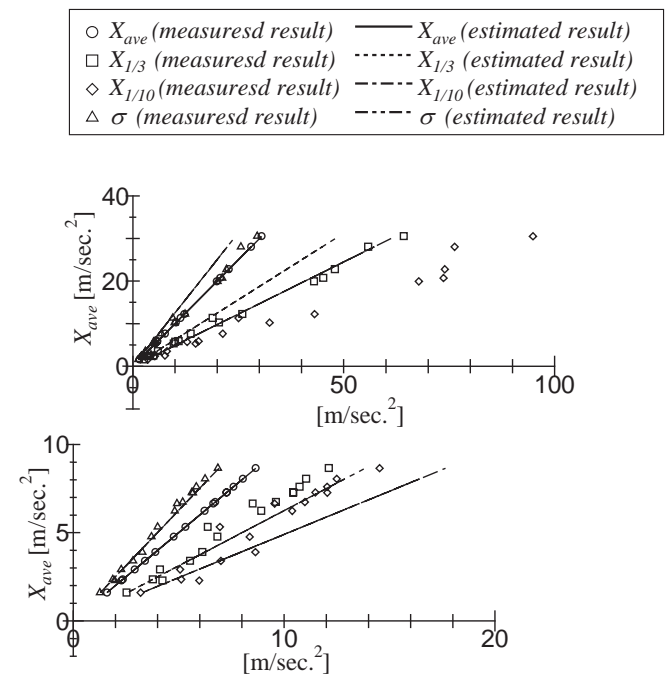 X_ave (measuresd result) X_ave (estimated result)
X_1/3 (measuresd result) X_1/3 (estimated result)
X_1/10 (measuresd result) X_1/10 (estimated result)
σ (measuresd result) σ (estimated result)
40
20
0
X_ave [m/sec.²]
0 50 100
[m/sec.²]
10
5
0
X_ave [m/sec.²]
0 10 20
[m/sec.²]